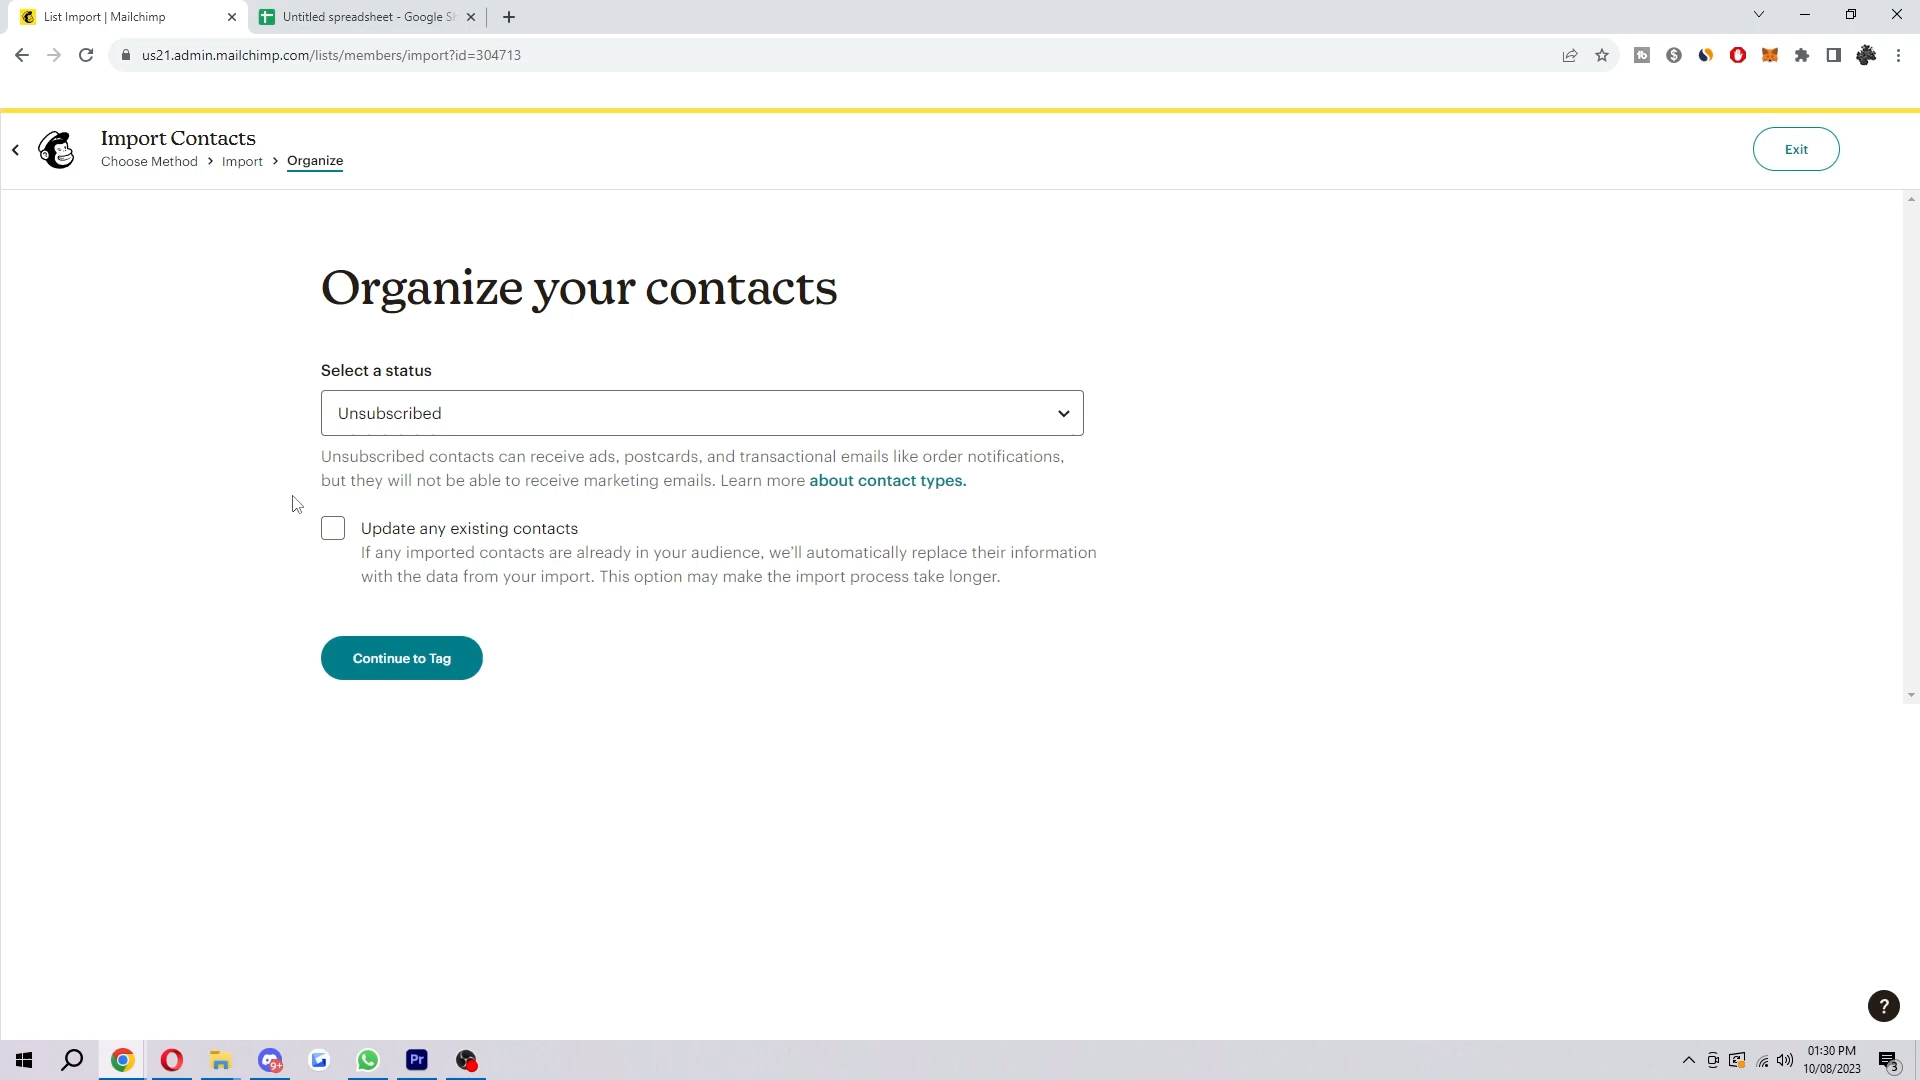 List Import | Mailchimp
Untitled spreadsheet - Google Sh
us21.admin.mailchimp.com/lists/members/import?id=304713
Import Contacts
Choose Method > Import > Organize
Exit
Organize your contacts
Select a status
Unsubscribed
Unsubscribed contacts can receive ads, postcards, and transactional emails like order notifications,
but they will not be able to receive marketing emails. Learn more about contact types.
Update any existing contacts
If any imported contacts are already in your audience, we'll automatically replace their information
with the data from your import. This option may make the import process take longer.
Continue to Tag
?
9+
Pr
01:30 PM
10/08/2023
3